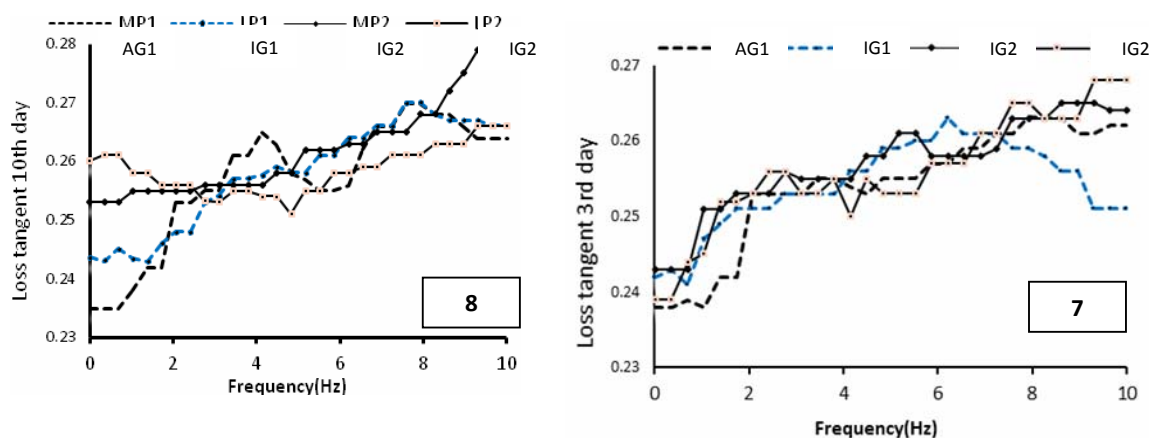 MP1 LP1 MP2 LP2
0.28
AG1 IG1 IG2 IG2
0.27
0.26
0.25
0.24
0.23
Loss tangent 10th day
8
0 2 4 6 8 10
Frequency(Hz)
AG1 IG1 IG2 IG2
0.27
0.26
0.25
0.24
0.23
Loss tangent 3rd day
7
0 2 4 6 8 10
Frequency(Hz)